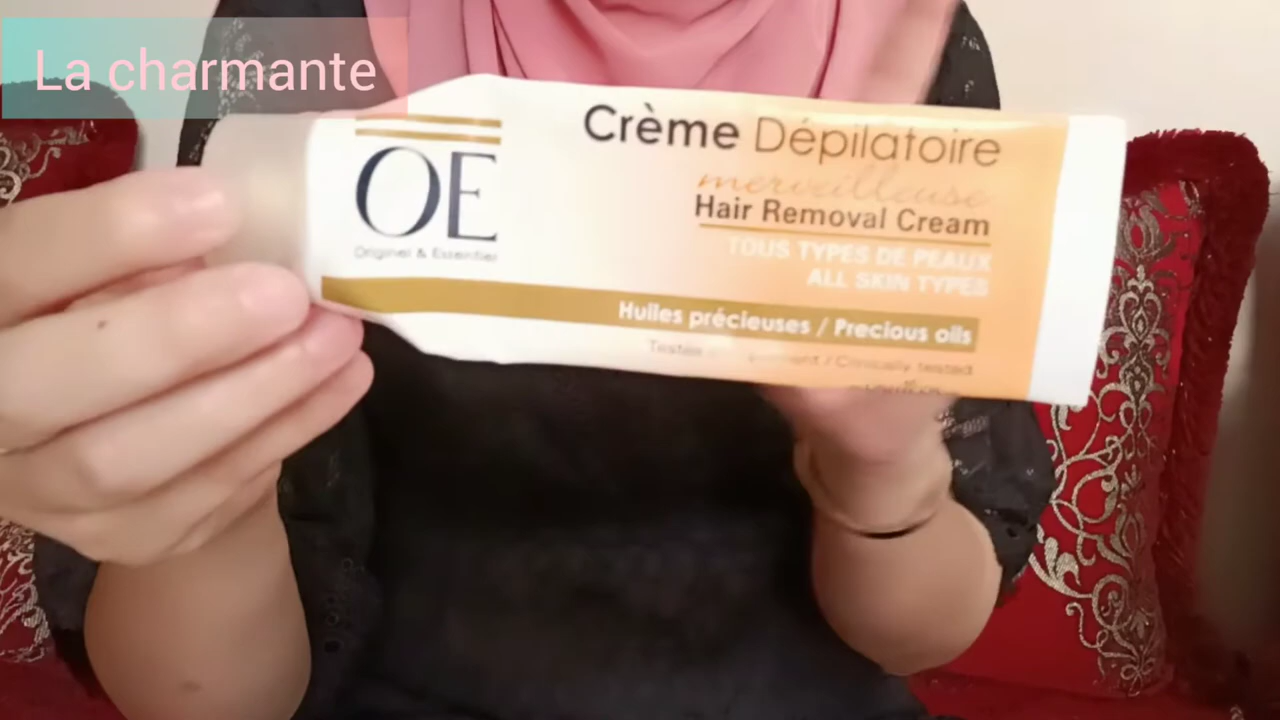 La charmante
OE
Originel & Essentiel
Crème Dépilatoire
merveilleuse
Hair Removal Cream
TOUS TYPES DE PEAUX
ALL SKIN TYPES
Huiles précieuses / Precious oils
/ Clinically tested